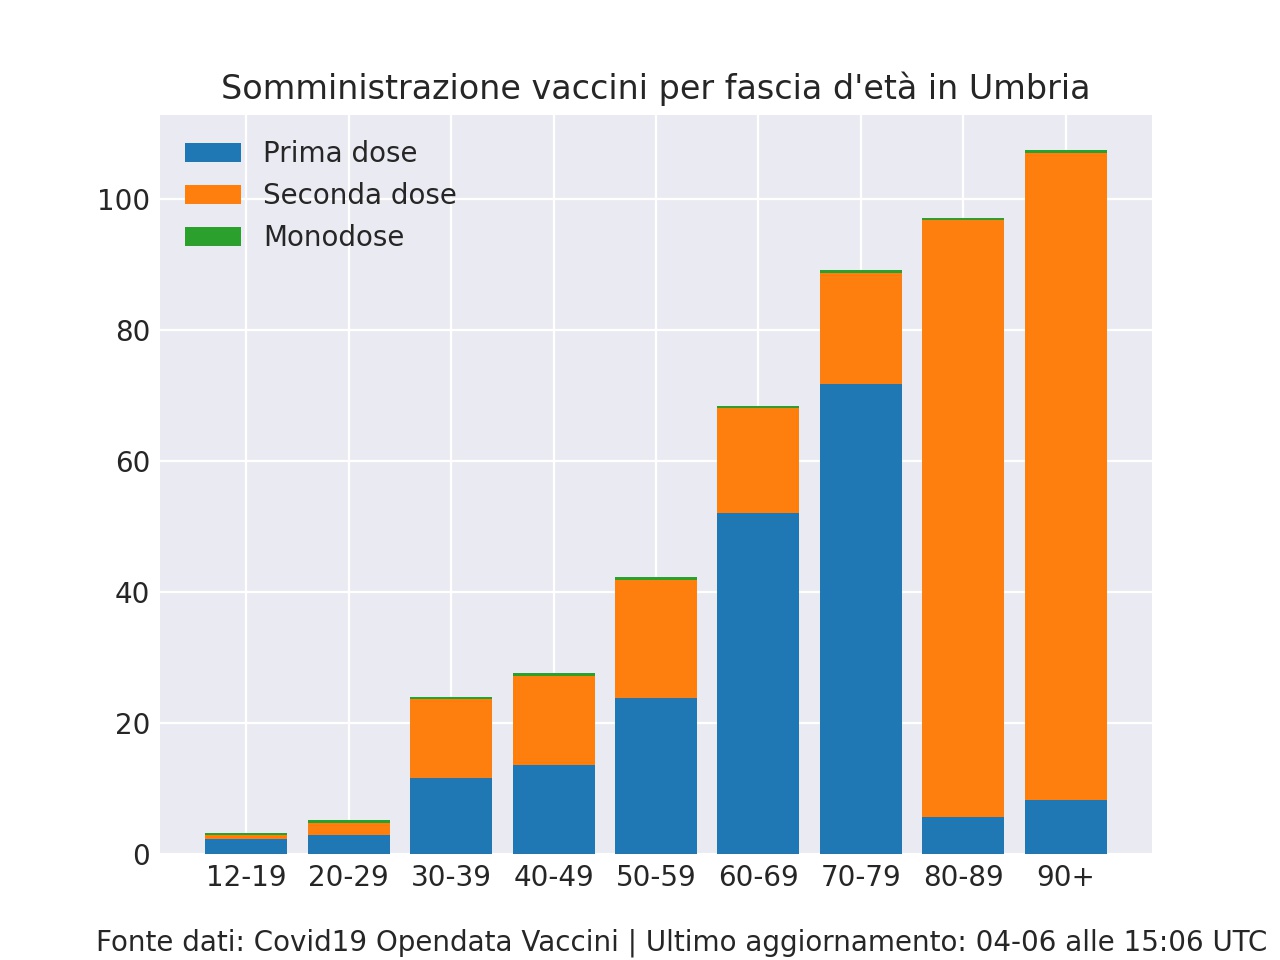 Somministrazione vaccini per fascia d'età in Umbria
Prima dose
Seconda dose
Monodose
100
80
60
40
20
0
12-19 20-29 30-39 40-49 50-59 60-69 70-79 80-89 90+
Fonte dati: Covid19 Opendata Vaccini | Ultimo aggiornamento: 04-06 alle 15:06 UTC